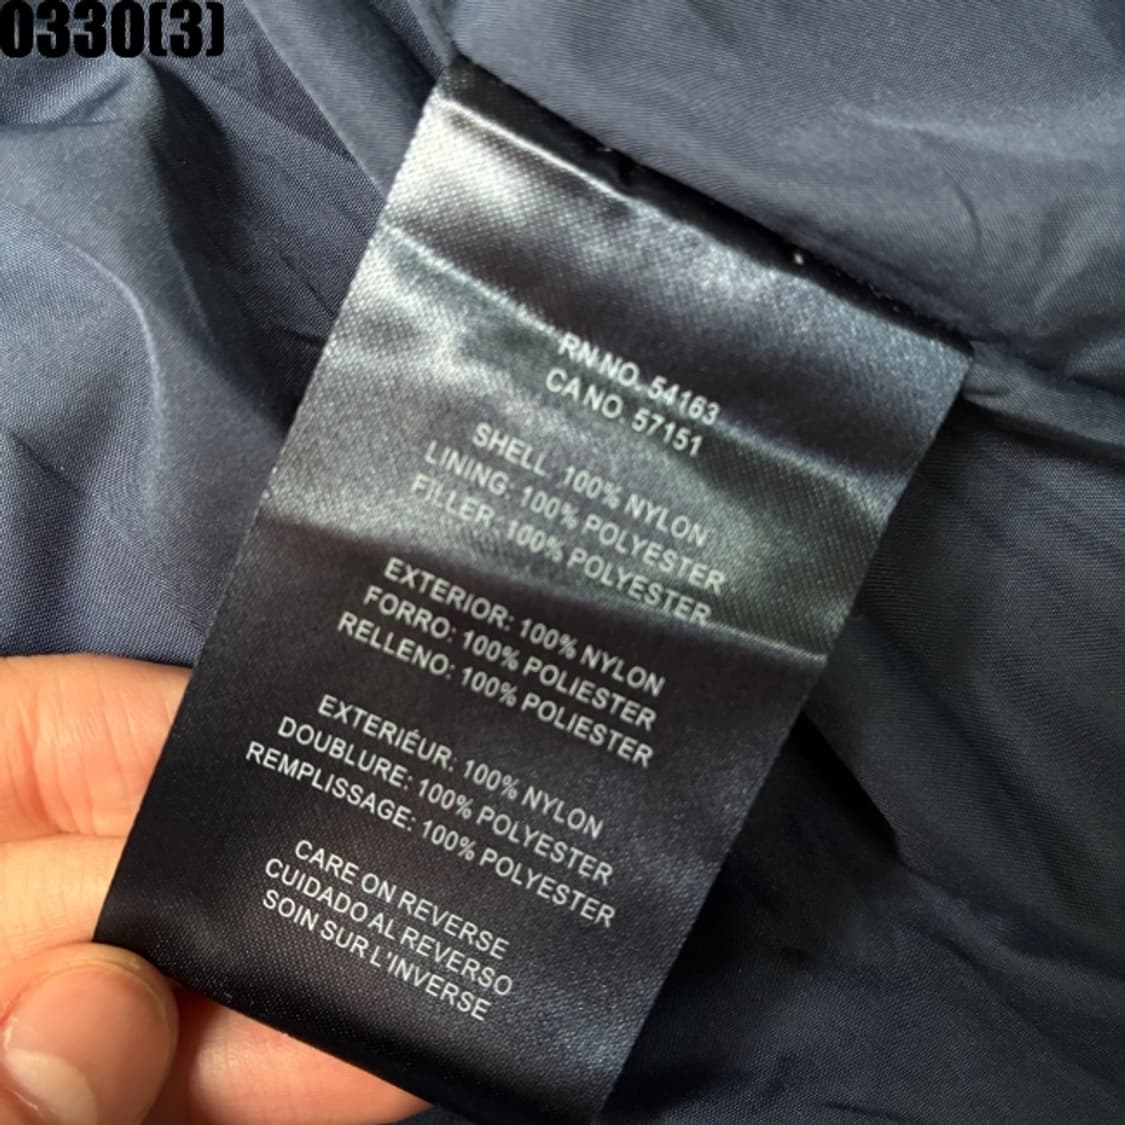 0330(3)
RN.NO. 54163
CA NO. 57151
SHELL 100% NYLON
LINING: 100% POLYESTER
FILLER: 100% POLYESTER
EXTERIOR: 100% NYLON
FORRO: 100% POLIESTER
RELLENO: 100% POLIESTER
EXTERIÉUR. 100% NYLON
DOUBLURE: 100% POLYESTER
REMPLISSAGE: 100% POLYESTER
CARE ON REVERSE
CUIDADO AL REVERSO
SOIN SUR L'INVERSE